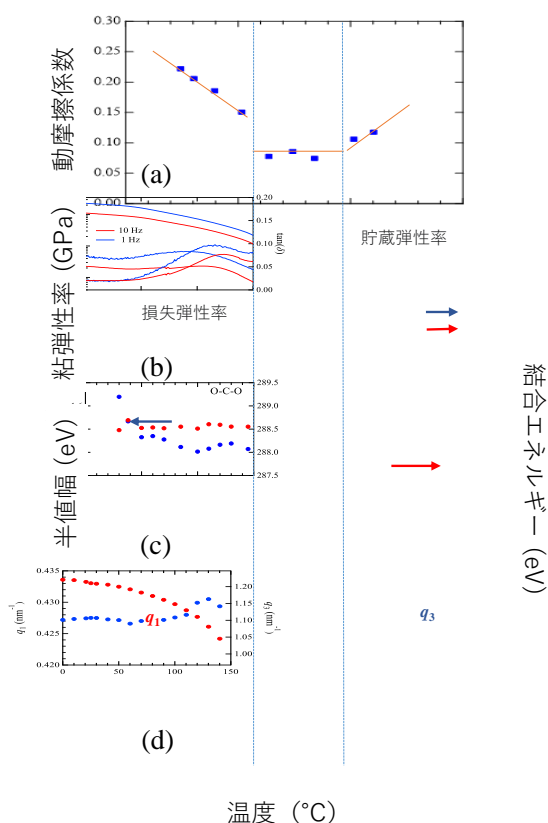 動摩擦係数
0.30
0.20
0.10
0.05
0.00
(a)
粘弾性率 (GPa)
10 Hz
1 Hz
0.20
0.15
0.10
0.05
0.00
tan(δ)
貯蔵弾性率
損失弾性率
(b)
半値幅 (eV)
O-C-O
289.5
289.0
288.5
288.0
287.5
(c)
結合エネルギー (eV)
0.435
0.430
0.425
0.420
q₁ (nm⁻¹)
q₁
1.20
1.15
1.10
1.05
1.00
q₃ (nm⁻¹)
q₃
0
50
100
150
(d)
温度 (°C)